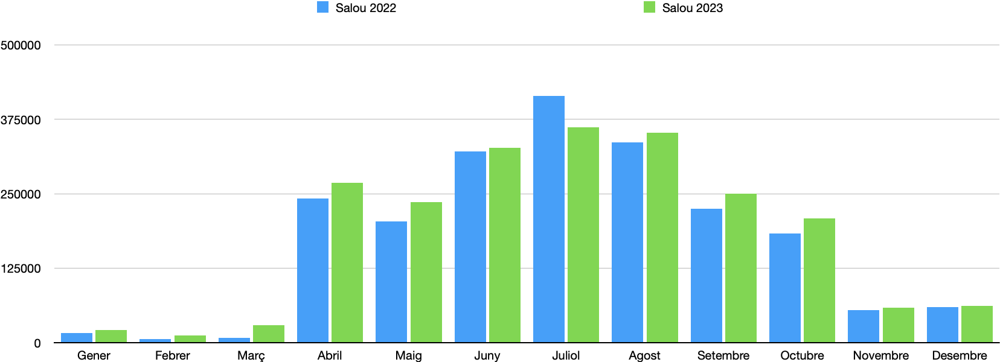 Salou 2022
Salou 2023
500000
375000
250000
125000
0
Gener Febrer Març Abril Maig Juny Juliol Agost Setembre Octubre Novembre Desembre